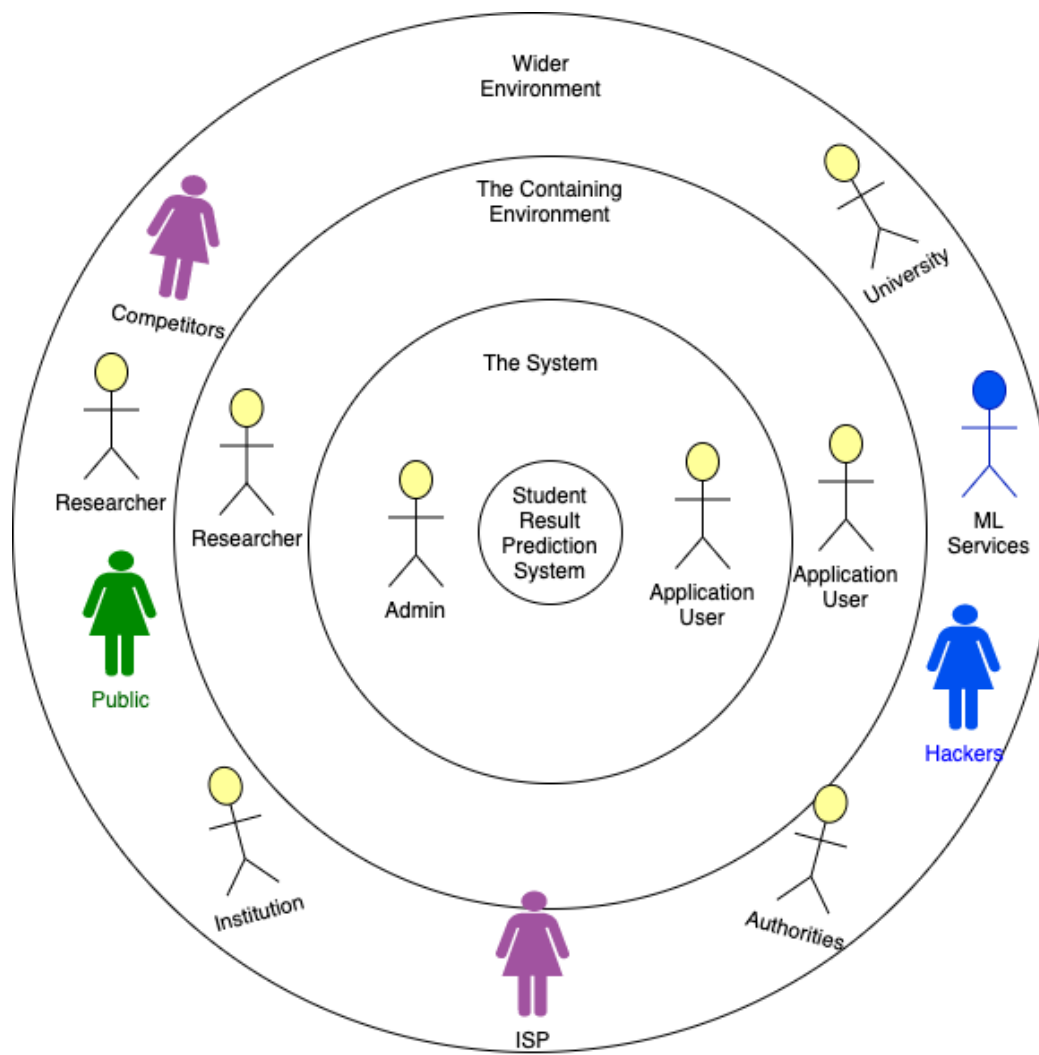 Wider
Environment
The Containing
Environment
University
Competitors
The System
Researcher
Researcher
Student
Result
Prediction
System
Admin
Application
User
Application
User
ML
Services
Public
Hackers
Institution
Authorities
ISP